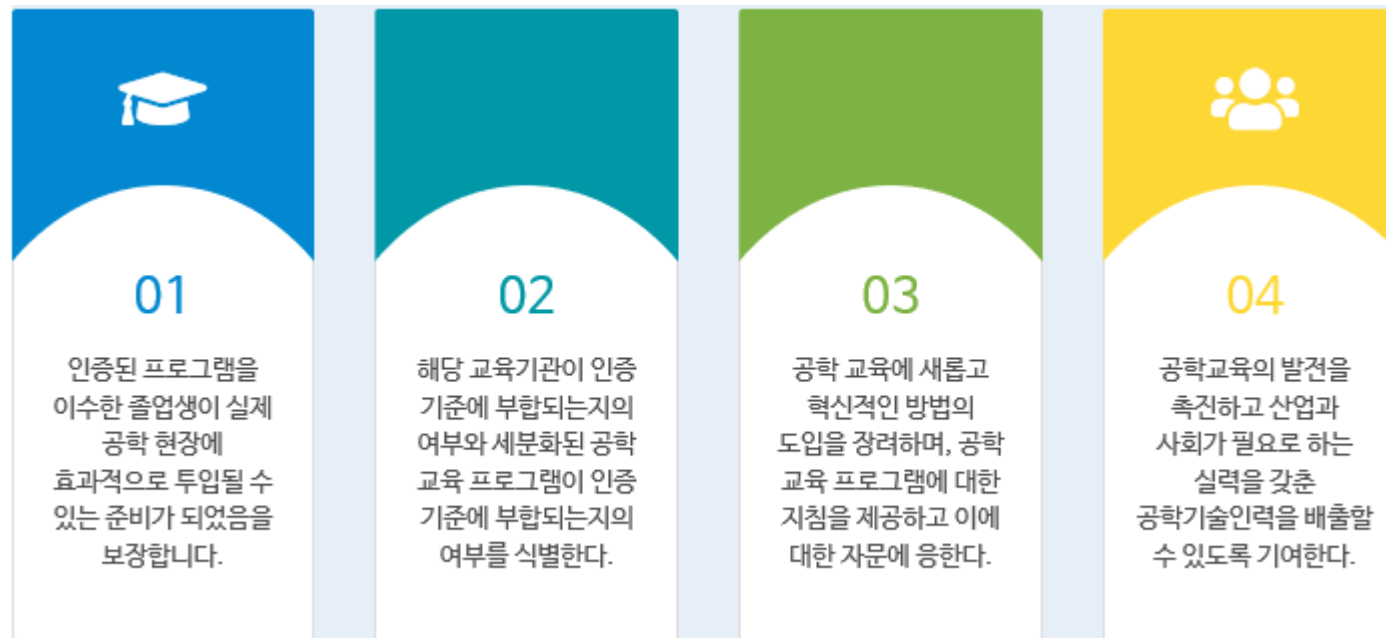 01
인증된 프로그램을
이수한 졸업생이 실제
공학 현장에
효과적으로 투입될 수
있는 준비가 되었음을
보장합니다.
02
해당 교육기관이 인증
기준에 부합되는지의
여부와 세분화된 공학
교육 프로그램이 인증
기준에 부합되는지의
여부를 식별한다.
03
공학 교육에 새롭고
혁신적인 방법의
도입을 장려하며, 공학
교육 프로그램에 대한
지침을 제공하고 이에
대한 자문에 응한다.
04
공학교육의 발전을
촉진하고 산업과
사회가 필요로 하는
실력을 갖춘
공학기술인력을 배출할
수 있도록 기여한다.